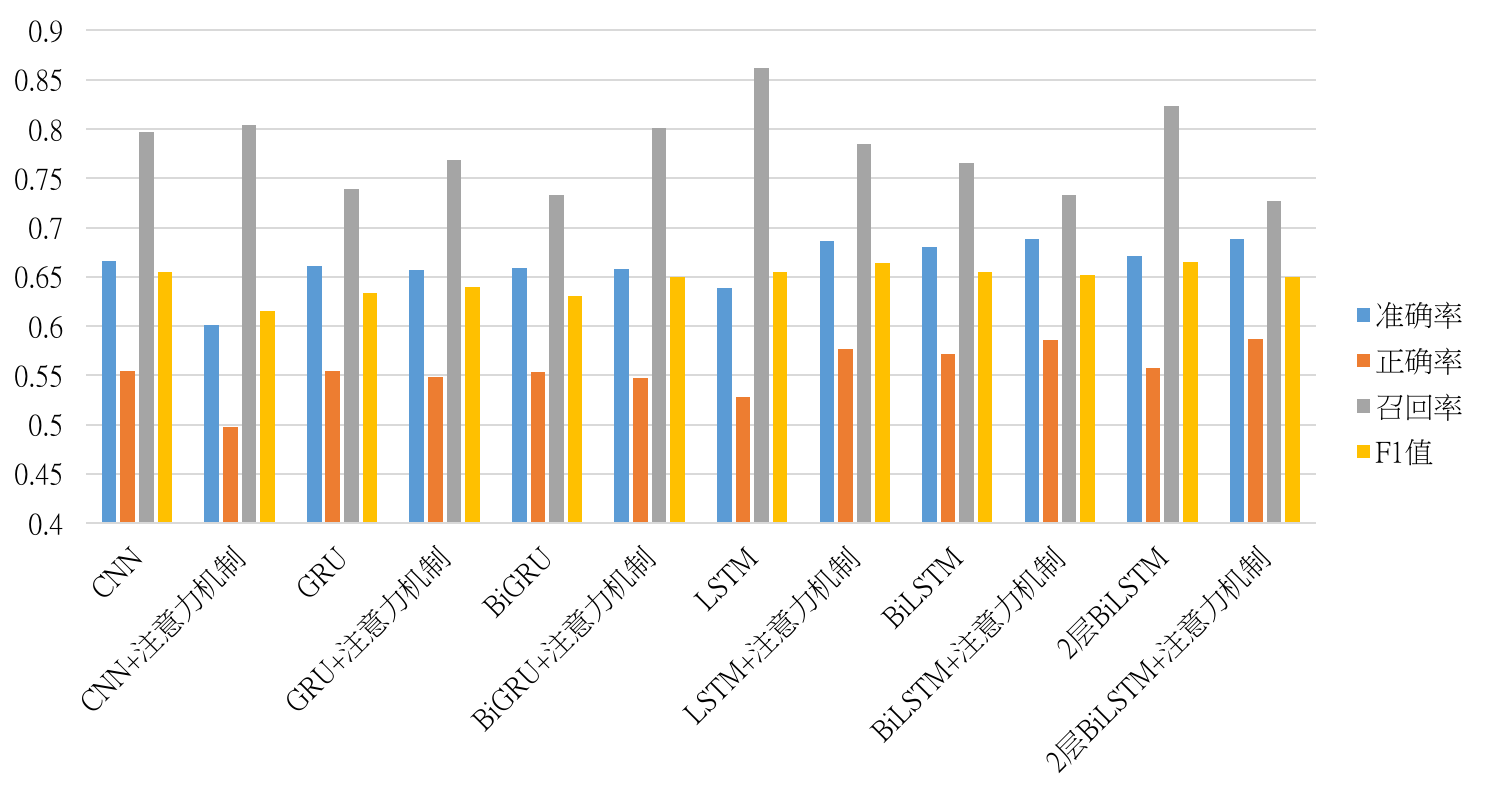 0.9
0.85
0.8
0.75
0.7
0.65
0.6
0.55
0.5
0.45
0.4
CNN
CNN+注意力机制
GRU
GRU+注意力机制
BiGRU
BiGRU+注意力机制
LSTM
LSTM+注意力机制
BiLSTM
BiLSTM+注意力机制
2层BiLSTM
2层BiLSTM+注意力机制
准确率
正确率
召回率
F1值